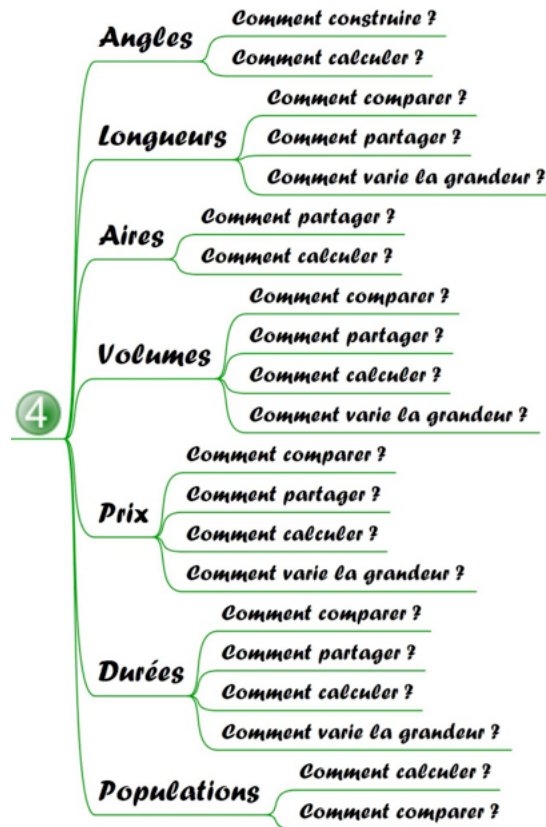 Angles
Comment construire ?
Comment calculer ?
Longueurs
Comment comparer ?
Comment partager ?
Comment varie la grandeur ?
Aires
Comment partager ?
Comment calculer ?
Volumes
Comment comparer ?
Comment partager ?
Comment calculer ?
Comment varie la grandeur ?
4
Prix
Comment comparer ?
Comment partager ?
Comment calculer ?
Comment varie la grandeur ?
Durées
Comment comparer ?
Comment partager ?
Comment calculer ?
Comment varie la grandeur ?
Populations
Comment calculer ?
Comment comparer ?